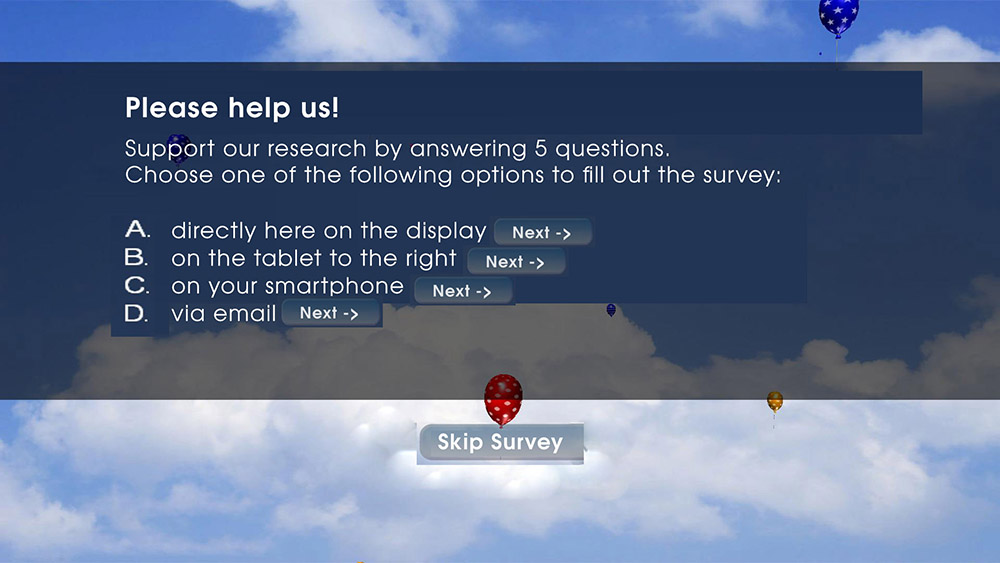 Please help us!
Support our research by answering 5 questions.
Choose one of the following options to fill out the survey:
A. directly here on the display Next ->
B. on the tablet to the right Next ->
C. on your smartphone Next ->
D. via email Next ->
Skip Survey